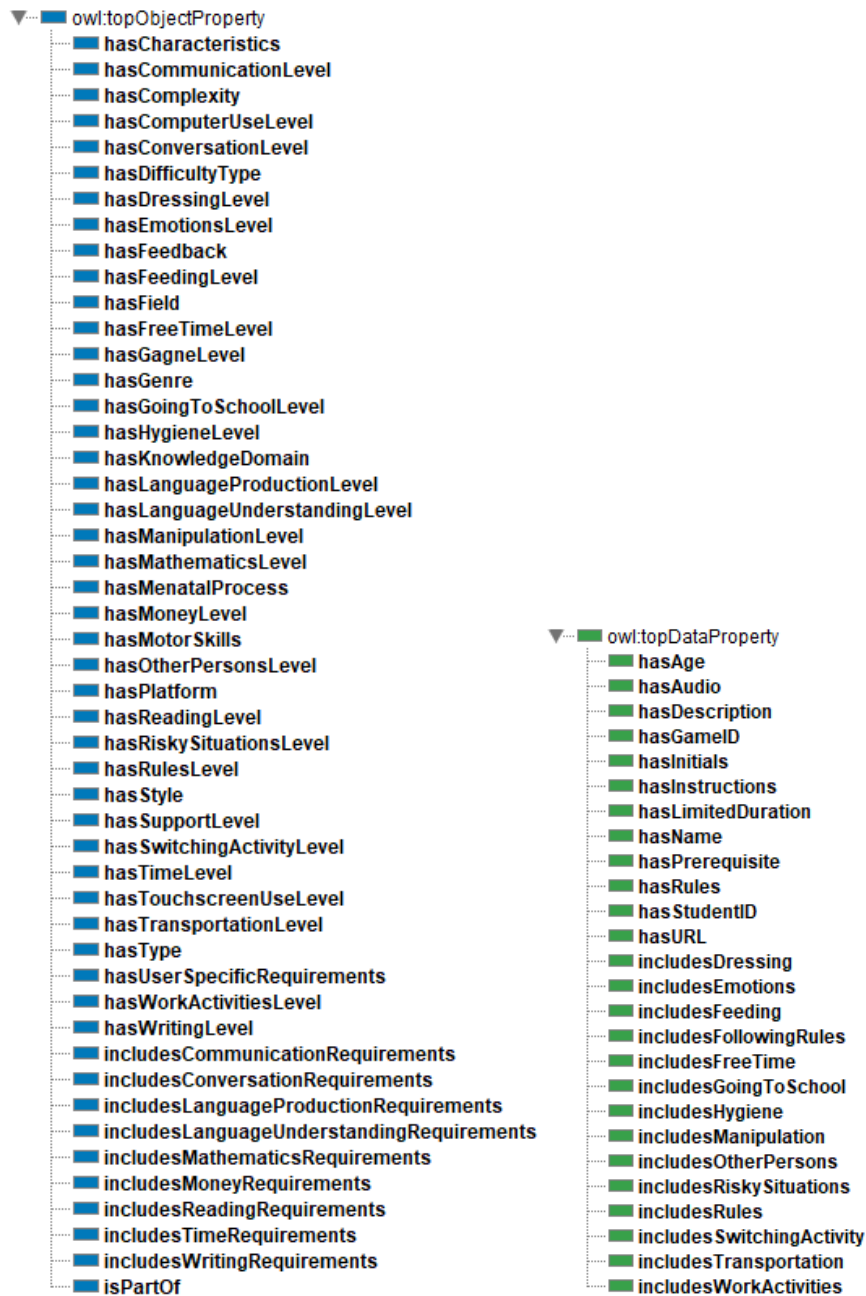 owl:topObjectProperty
hasCharacteristics
hasCommunicationLevel
hasComplexity
hasComputerUseLevel
hasConversationLevel
hasDifficultyType
hasDressingLevel
hasEmotionsLevel
hasFeedback
hasFeedingLevel
hasField
hasFreeTimeLevel
hasGagneLevel
hasGenre
hasGoingToSchoolLevel
hasHygieneLevel
hasKnowledgeDomain
hasLanguageProductionLevel
hasLanguageUnderstandingLevel
hasManipulationLevel
hasMathematicsLevel
hasMenatalProcess
hasMoneyLevel
hasMotorSkills
hasOtherPersonsLevel
hasPlatform
hasReadingLevel
hasRiskySituationsLevel
hasRulesLevel
hasStyle
hasSupportLevel
hasSwitchingActivityLevel
hasTimeLevel
hasTouchscreenUseLevel
hasTransportationLevel
hasType
hasUserSpecificRequirements
hasWorkActivitiesLevel
hasWritingLevel
includesCommunicationRequirements
includesConversationRequirements
includesLanguageProductionRequirements
includesLanguageUnderstandingRequirements
includesMathematicsRequirements
includesMoneyRequirements
includesReadingRequirements
includesTimeRequirements
includesWritingRequirements
isPartOf
owl:topDataProperty
hasAge
hasAudio
hasDescription
hasGameID
hasInitials
hasInstructions
hasLimitedDuration
hasName
hasPrerequisite
hasRules
hasStudentID
hasURL
includesDressing
includesEmotions
includesFeeding
includesFollowingRules
includesFreeTime
includesGoingToSchool
includesHygiene
includesManipulation
includesOtherPersons
includesRiskySituations
includesRules
includesSwitchingActivity
includesTransportation
includesWorkActivities